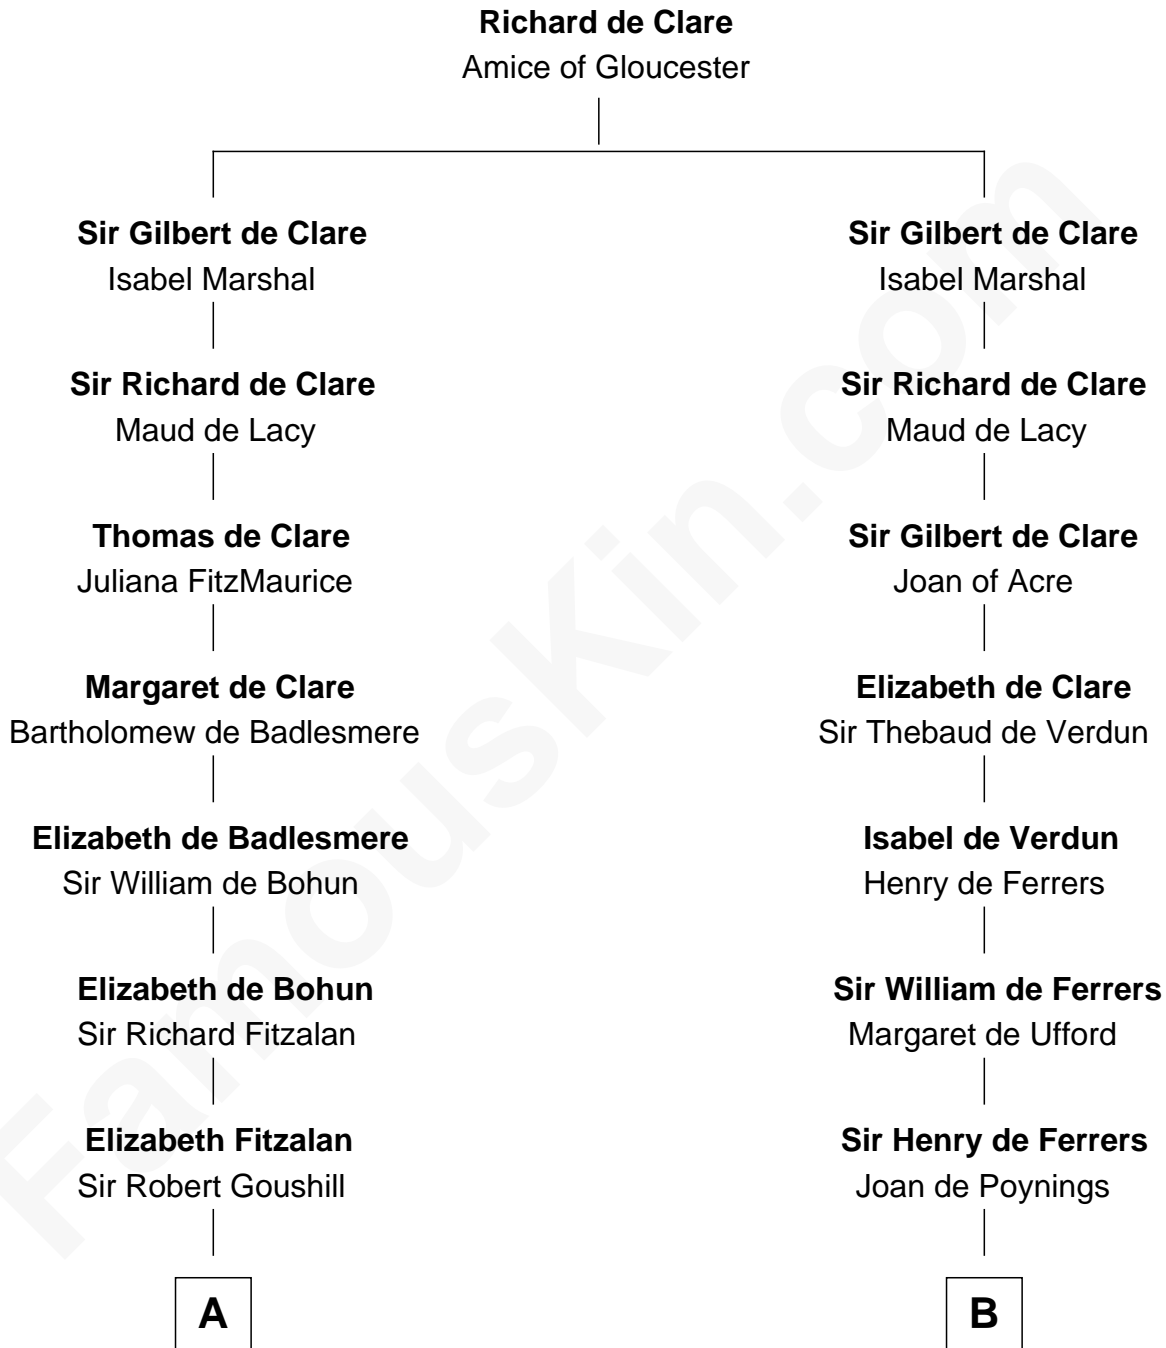 Richard de Clare
Amice of Gloucester
Sir Gilbert de Clare
Isabel Marshal
Sir Richard de Clare
Maud de Lacy
Thomas de Clare
Juliana FitzMaurice
Margaret de Clare
Bartholomew de Badlesmere
Elizabeth de Badlesmere
Sir William de Bohun
Elizabeth de Bohun
Sir Richard Fitzalan
Elizabeth Fitzalan
Sir Robert Goushill
A
Sir Gilbert de Clare
Isabel Marshal
Sir Richard de Clare
Maud de Lacy
Sir Gilbert de Clare
Joan of Acre
Elizabeth de Clare
Sir Thebaud de Verdun
Isabel de Verdun
Henry de Ferrers
Sir William de Ferrers
Margaret de Ufford
Sir Henry de Ferrers
Joan de Poynings
B
FamousKin.com